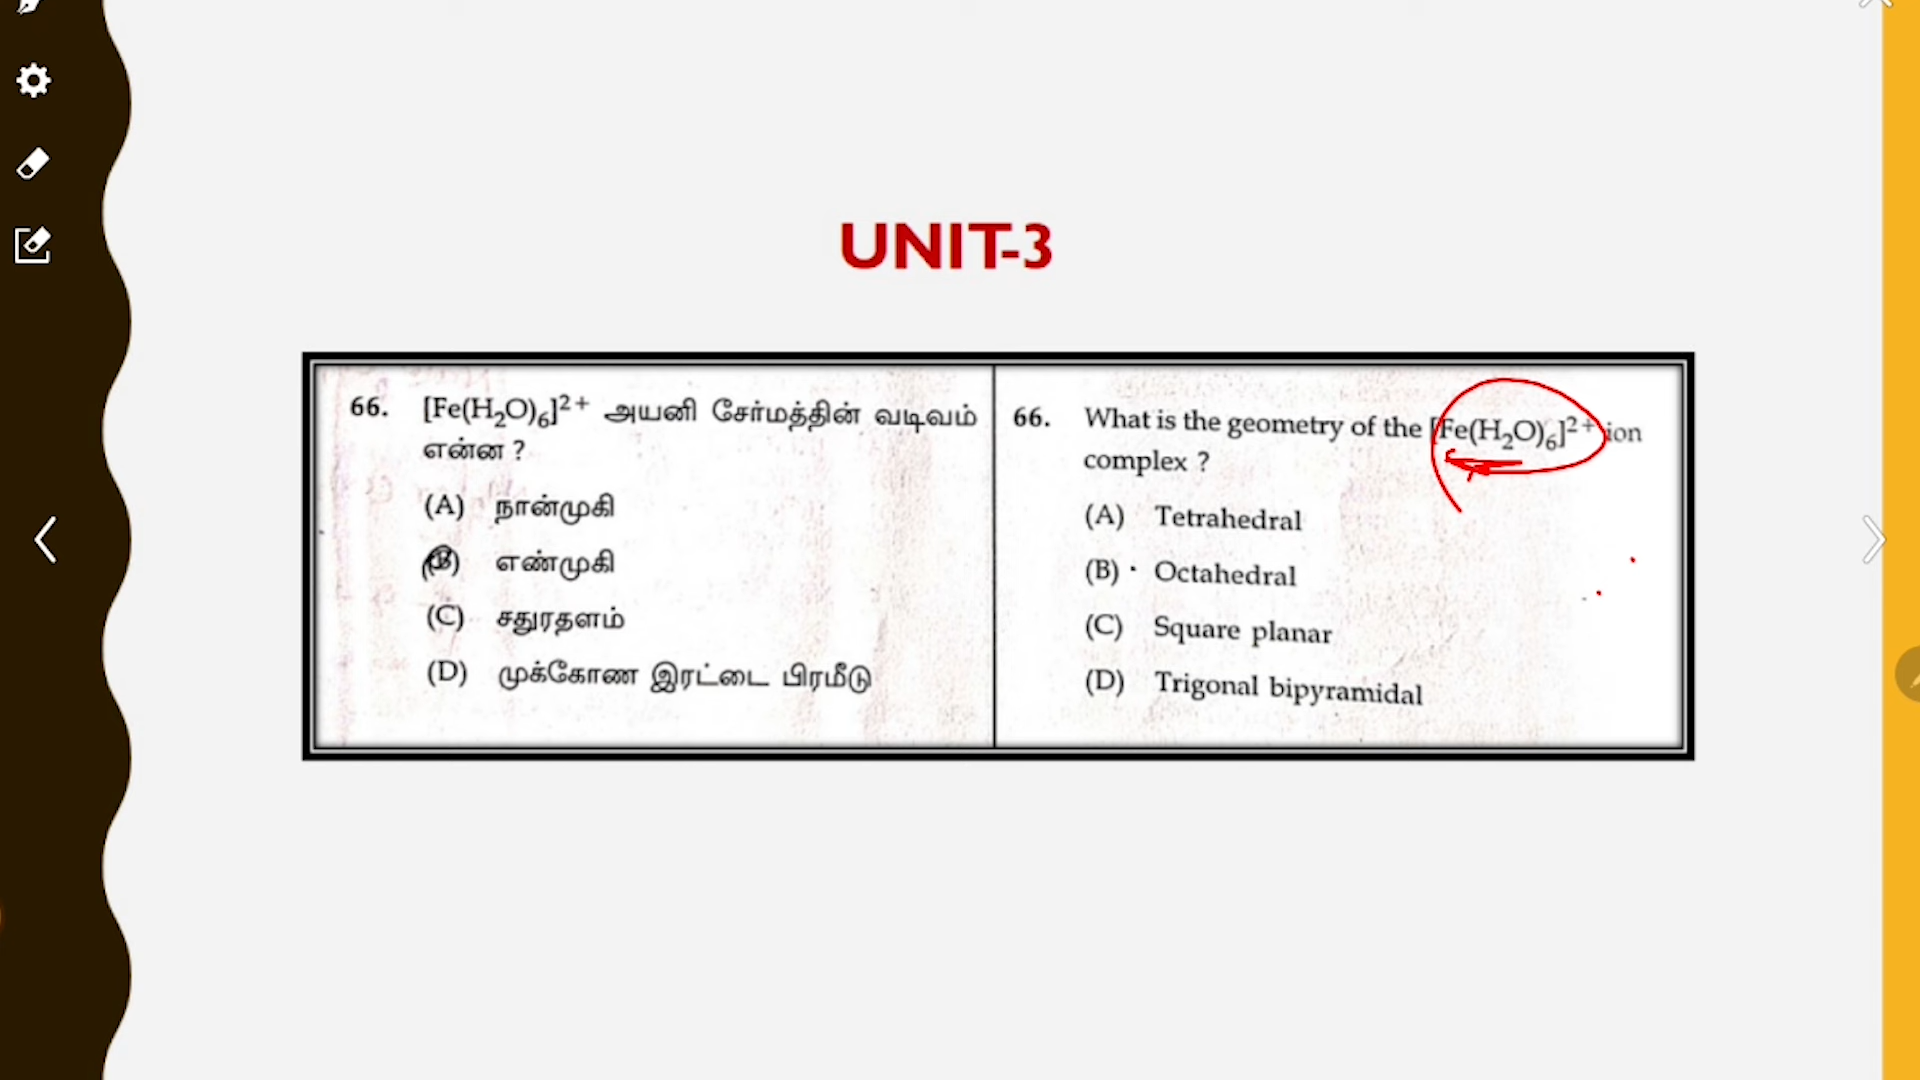 UNIT-3
66. [Fe(H₂O)₆]²⁺ அயனி சேர்மத்தின் வடிவம்
என்ன ?
(A) நான்முகி
(B) எண்முகி
(C) சதுரதளம்
(D) முக்கோண இரட்டை பிரமீடு
66. What is the geometry of the [Fe(H₂O)₆]²⁺ ion
complex ?
(A) Tetrahedral
(B) Octahedral
(C) Square planar
(D) Trigonal bipyramidal